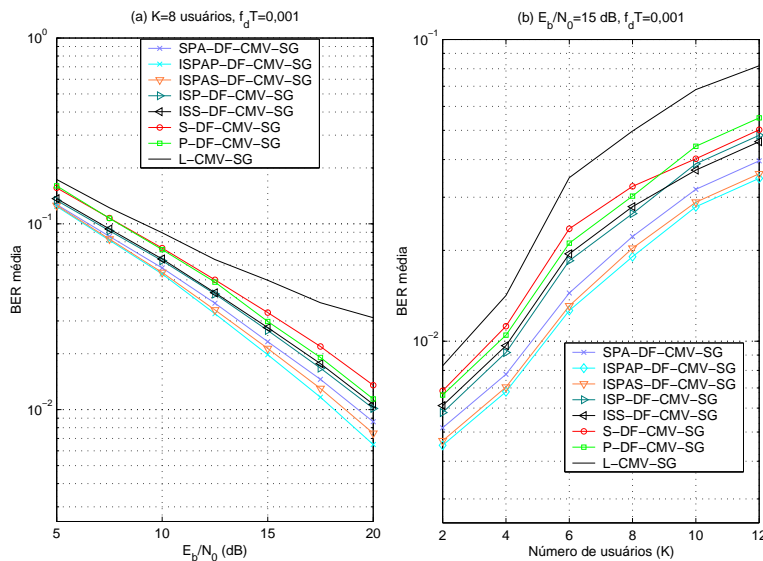 (a) K=8 usuários, f_dT=0,001
10^0
10^−1
10^−2
BER média
5
10
15
20
E_b/N_0 (dB)
SPA−DF−CMV−SG
ISPAP−DF−CMV−SG
ISPAS−DF−CMV−SG
ISP−DF−CMV−SG
ISS−DF−CMV−SG
S−DF−CMV−SG
P−DF−CMV−SG
L−CMV−SG
(b) E_b/N_0=15 dB, f_dT=0,001
10^−1
10^−2
BER média
2
4
6
8
10
12
Número de usuários (K)
SPA−DF−CMV−SG
ISPAP−DF−CMV−SG
ISPAS−DF−CMV−SG
ISP−DF−CMV−SG
ISS−DF−CMV−SG
S−DF−CMV−SG
P−DF−CMV−SG
L−CMV−SG